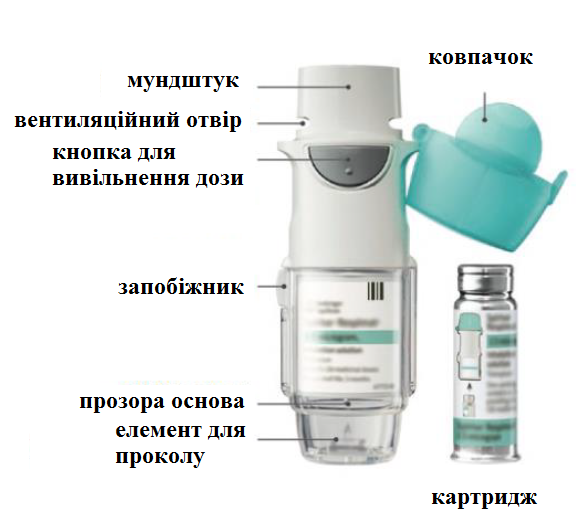 ковпачок
мундштук
вентиляційний отвір
кнопка для
вивільнення дози
запобіжник
прозора основа
елемент для
проколу
картридж